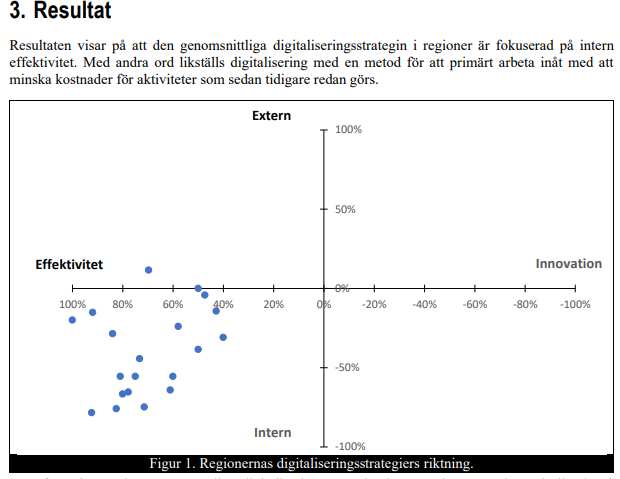 3. Resultat
Resultaten visar på att den genomsnittliga digitaliseringsstrategin i regioner är fokuserad på intern
effektivitet. Med andra ord likställs digitalisering med en metod för att primärt arbeta inåt med att
minska kostnader för aktiviteter som sedan tidigare redan görs.
Extern
100%
50%
Effektivitet
Innovation
0%
100% 80% 60% 40% 20% 0% -20% -40% -60% -80% -100%
-50%
Intern
-100%
Figur 1. Regionernas digitaliseringsstrategiers riktning.